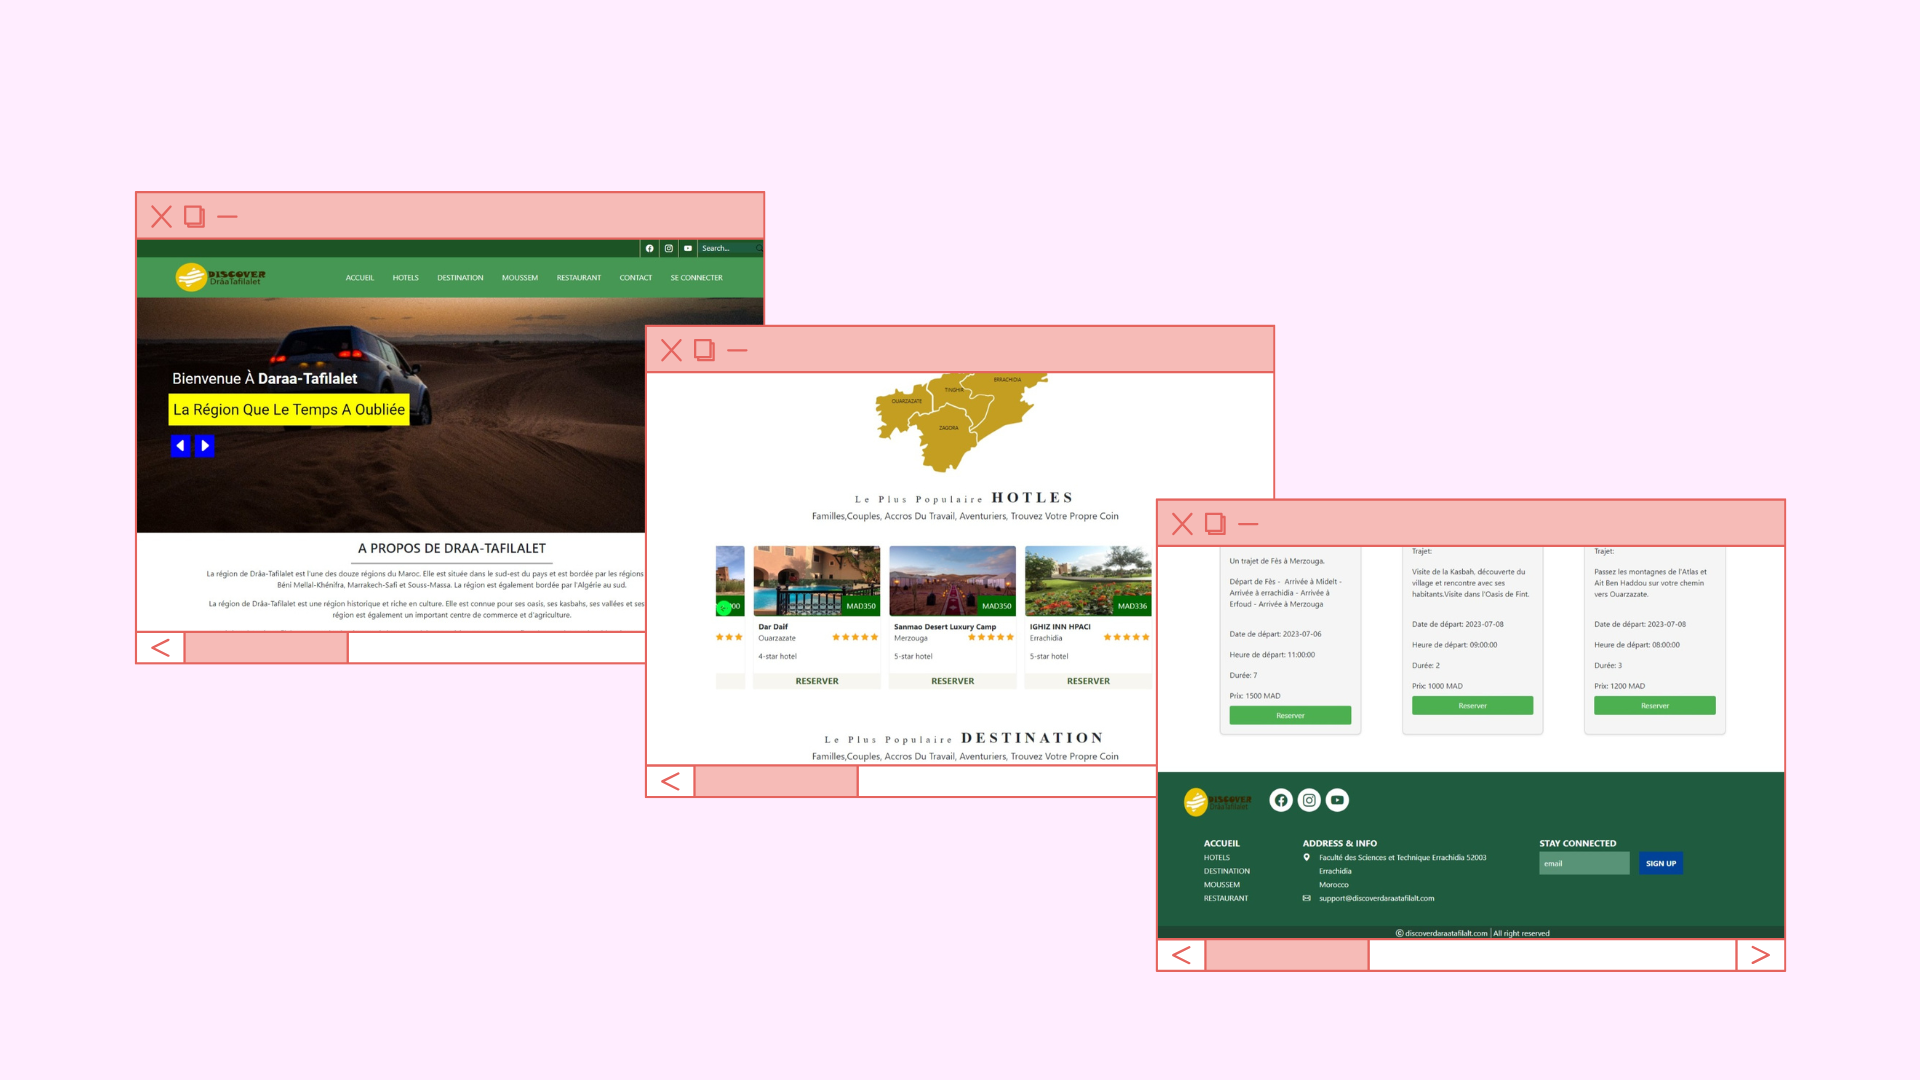 Search...
DISCOVER
DrâaTafilalet
ACCUEIL HOTELS DESTINATION MOUSSEM RESTAURANT CONTACT SE CONNECTER
Bienvenue À Daraa-Tafilalet
La Région Que Le Temps A Oubliée
A PROPOS DE DRAA-TAFILALET
La région de Drâa-Tafilalet est l'une des douze régions du Maroc. Elle est située dans le sud-est du pays et est bordée par les régions
Béni Mellal-Khénifra, Marrakech-Safi et Souss-Massa. La région est également bordée par l'Algérie au sud.
La région de Drâa-Tafilalet est une région historique et riche en culture. Elle est connue pour ses oasis, ses kasbahs, ses vallées et ses
région est également un important centre de commerce et d'agriculture.
ERRACHIDIA
TINGHIR
OUARZAZATE
ZAGORA
Le Plus Populaire HOTLES
Familles,Couples, Accros Du Travail, Aventuriers, Trouvez Votre Propre Coin
00 MAD350 MAD350 MAD336
Dar Daif Sanmao Desert Luxury Camp IGHIZ INN HPACI
Ouarzazate Merzouga Errachidia
4-star hotel 5-star hotel 5-star hotel
RESERVER RESERVER RESERVER
Le Plus Populaire DESTINATION
Familles,Couples, Accros Du Travail, Aventuriers, Trouvez Votre Propre Coin
Un trajet de Fès à Merzouga.
Départ de Fès - Arrivée à Midelt -
Arrivée à errachidia - Arrivée à
Erfoud - Arrivée à Merzouga
Date de départ: 2023-07-06
Heure de départ: 11:00:00
Durée: 7
Prix: 1500 MAD
Reserver
Trajet:
Visite de la Kasbah, découverte du
village et rencontre avec ses
habitants.Visite dans l'Oasis de Fint.
Date de départ: 2023-07-08
Heure de départ: 09:00:00
Durée: 2
Prix: 1000 MAD
Reserver
Trajet:
Passez les montagnes de l'Atlas et
Ait Ben Haddou sur votre chemin
vers Ouarzazate.
Date de départ: 2023-07-08
Heure de départ: 08:00:00
Durée: 3
Prix: 1200 MAD
Reserver
DISCOVER
DrâaTafilalet
ACCUEIL
HOTELS
DESTINATION
MOUSSEM
RESTAURANT
ADDRESS & INFO
Faculté des Sciences et Technique Errachidia 52003
Errachidia
Morocco
support@discoverdaraatafilalt.com
STAY CONNECTED
email SIGN UP
© discoverdaraatafilalt.com | All right reserved